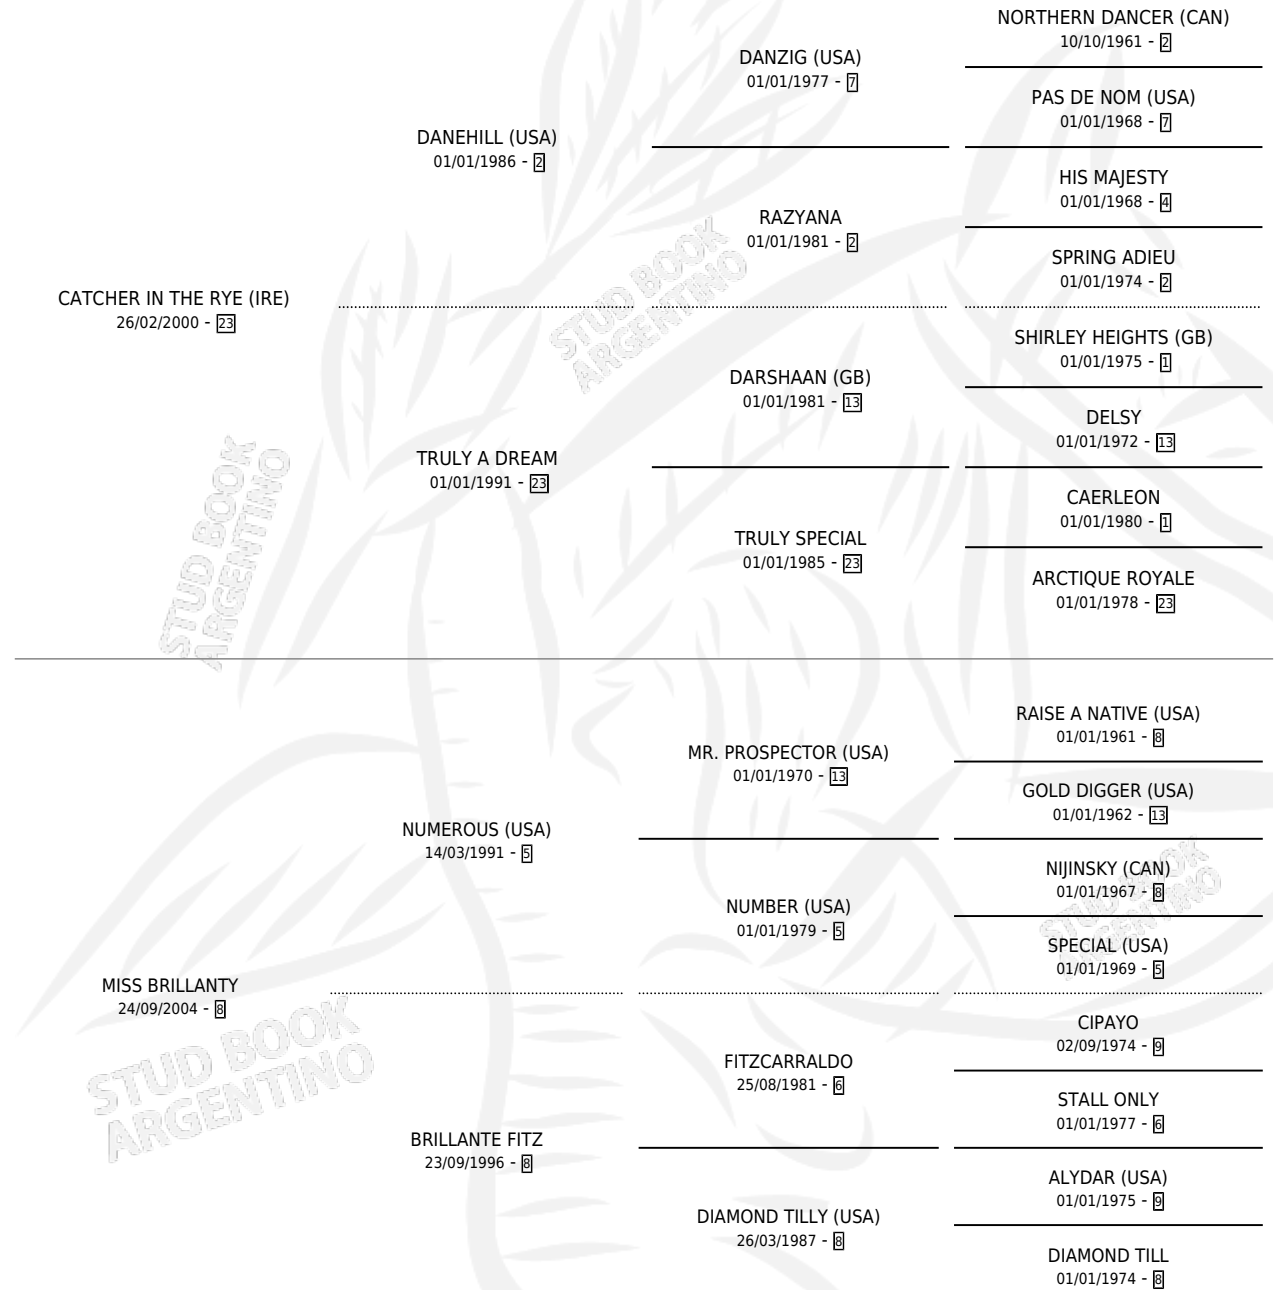 NORTHERN DANCER (CAN)
10/10/1961 - 2
DANZIG (USA)
01/01/1977 - 7
PAS DE NOM (USA)
01/01/1968 - 7
DANEHILL (USA)
01/01/1986 - 2
HIS MAJESTY
01/01/1968 - 4
RAZYANA
01/01/1981 - 2
SPRING ADIEU
01/01/1974 - 2
CATCHER IN THE RYE (IRE)
26/02/2000 - 23
SHIRLEY HEIGHTS (GB)
01/01/1975 - 1
DARSHAAN (GB)
01/01/1981 - 13
DELSY
01/01/1972 - 13
TRULY A DREAM
01/01/1991 - 23
CAERLEON
01/01/1980 - 1
TRULY SPECIAL
01/01/1985 - 23
ARCTIQUE ROYALE
01/01/1978 - 23
RAISE A NATIVE (USA)
01/01/1961 - 8
MR. PROSPECTOR (USA)
01/01/1970 - 13
GOLD DIGGER (USA)
01/01/1962 - 13
NUMEROUS (USA)
14/03/1991 - 5
NIJINSKY (CAN)
01/01/1967 - 8
NUMBER (USA)
01/01/1979 - 5
SPECIAL (USA)
01/01/1969 - 5
MISS BRILLANTY
24/09/2004 - 8
CIPAYO
02/09/1974 - 9
FITZCARRALDO
25/08/1981 - 6
STALL ONLY
01/01/1977 - 6
BRILLANTE FITZ
23/09/1996 - 8
ALYDAR (USA)
01/01/1975 - 9
DIAMOND TILLY (USA)
26/03/1987 - 8
DIAMOND TILL
01/01/1974 - 8
STUD BOOK
ARGENTINO
STUD BOOK
ARGENTINO
STUD BOOK
ARGENTINO
STUD BOOK
ARGENTINO